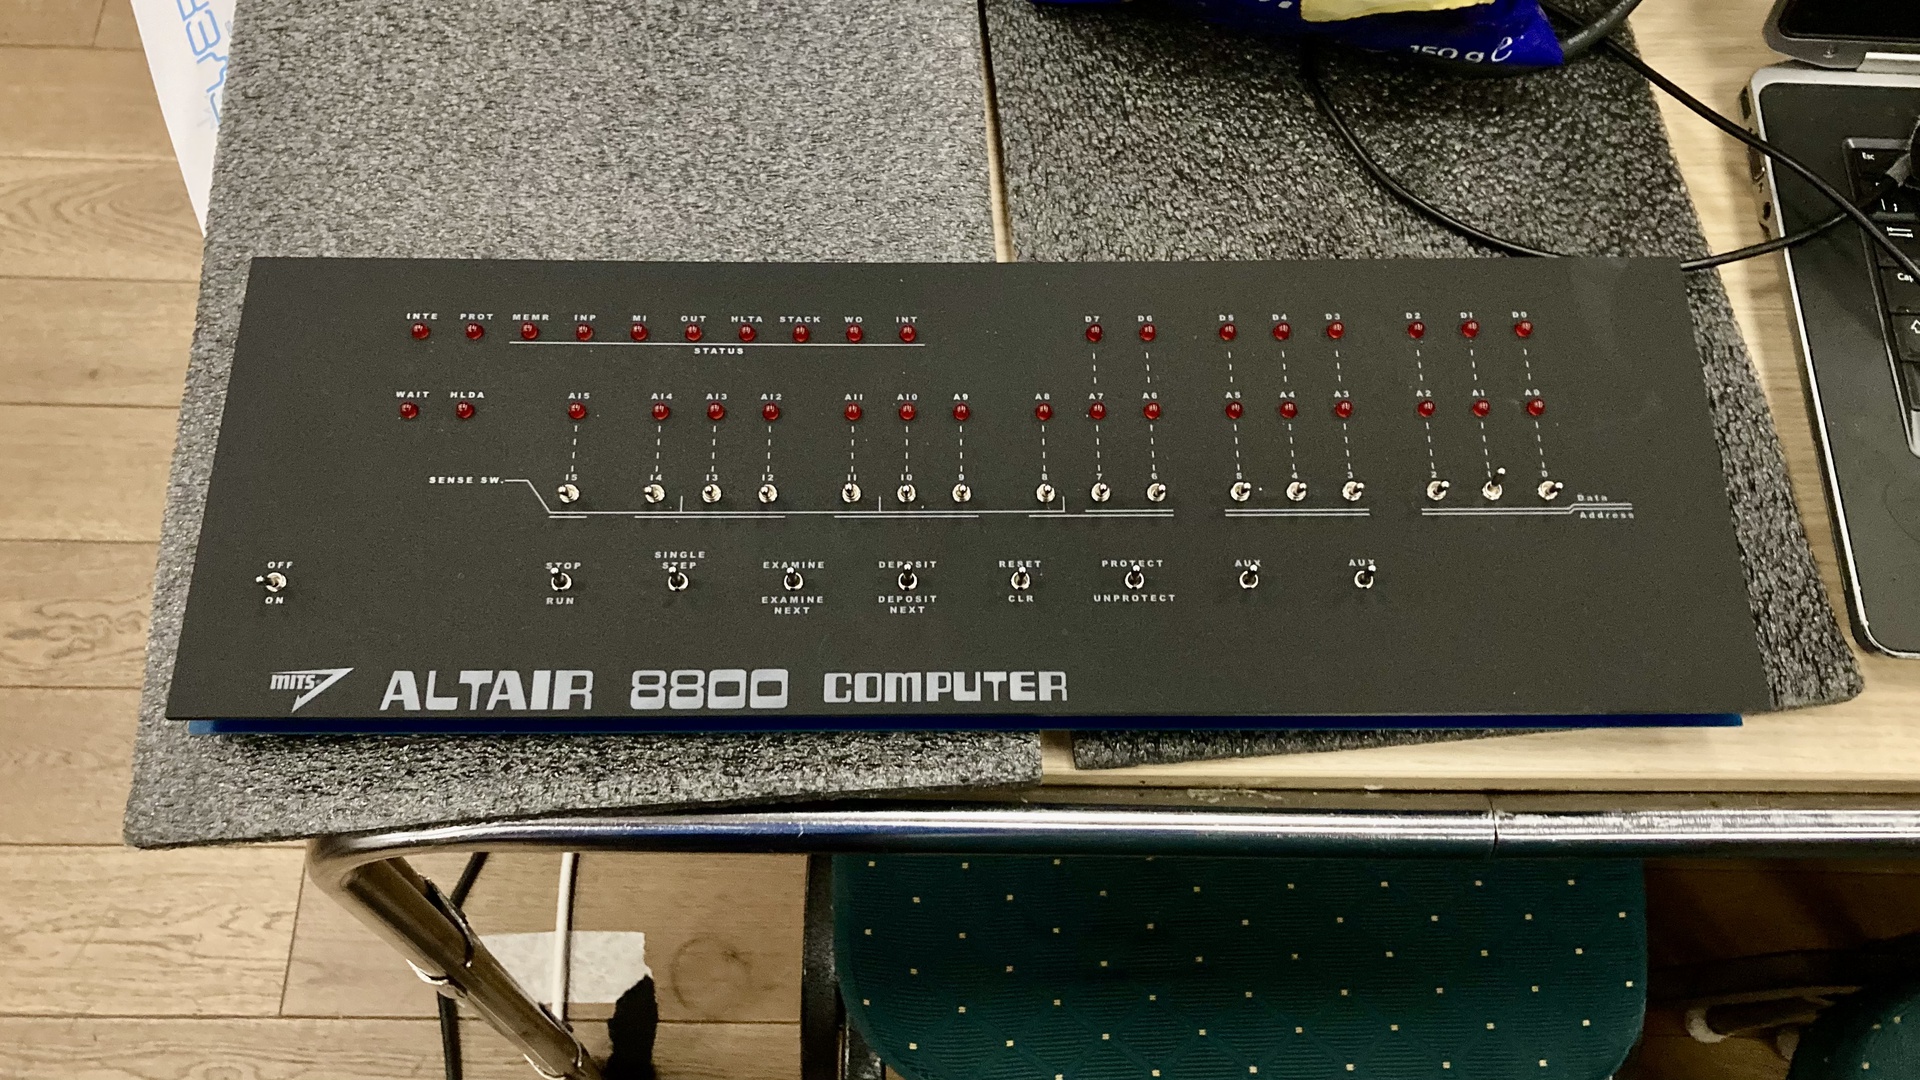 150 g e
Esc
INTE PROT MEMR INP MI OUT HLTA STACK WO INT D7 D6 D5 D4 D3 D2 D1 D0
STATUS
WAIT HLDA A15 A14 A13 A12 A11 A10 A9 A8 A7 A6 A5 A4 A3 A2 A1 A0
SENSE SW. 15 14 13 12 11 10 9 8 7 6 5 4 3 2 1 0
Data
Address
OFF STOP SINGLE STEP EXAMINE DEPOSIT RESET PROTECT AUX AUX
ON RUN EXAMINE NEXT DEPOSIT NEXT CLR UNPROTECT
MITS ALTAIR 8800 COMPUTER